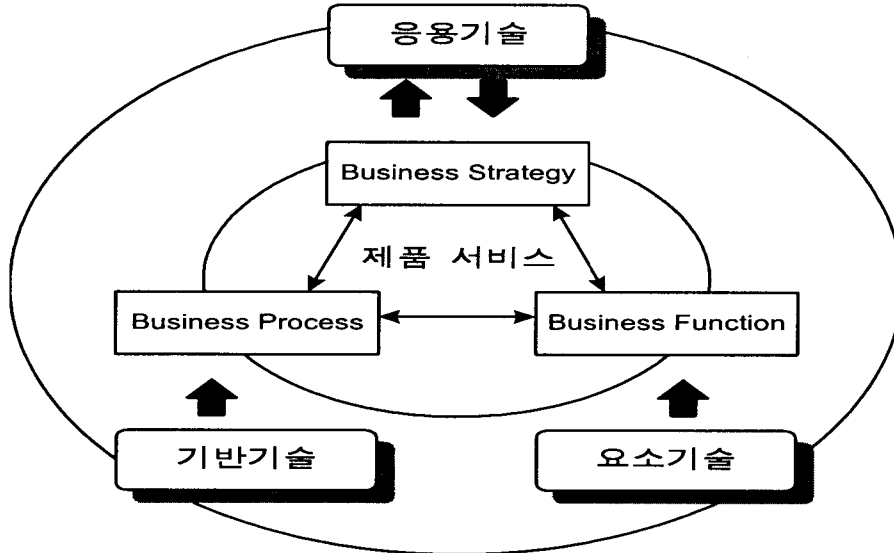 응용기술
Business Strategy
제품 서비스
Business Process
Business Function
기반기술
요소기술